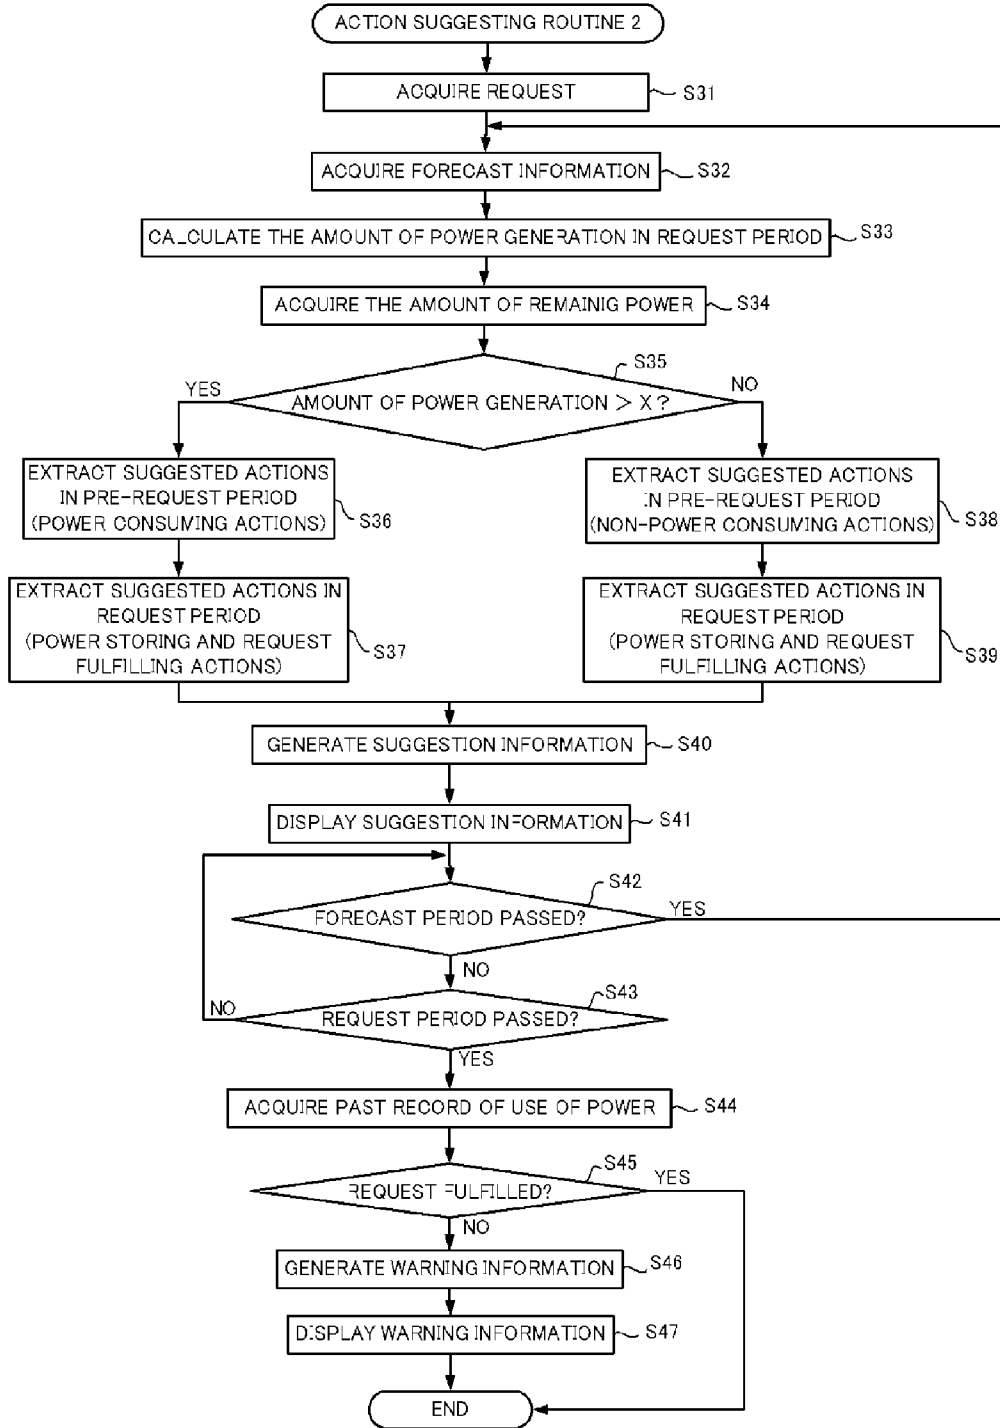 ACTION SUGGESTING ROUTINE 2
ACQUIRE REQUEST
S31
ACQUIRE FORECAST INFORMATION
S32
CALCULATE THE AMOUNT OF POWER GENERATION IN REQUEST PERIOD
S33
ACQUIRE THE AMOUNT OF REMAINIG POWER
S34
S35
YES
AMOUNT OF POWER GENERATION > X?
NO
EXTRACT SUGGESTED ACTIONS
IN PRE-REQUEST PERIOD
(POWER CONSUMING ACTIONS)
S36
EXTRACT SUGGESTED ACTIONS
IN PRE-REQUEST PERIOD
(NON-POWER CONSUMING ACTIONS)
S38
EXTRACT SUGGESTED ACTIONS IN
REQUEST PERIOD
(POWER STORING AND REQUEST
FULFILLING ACTIONS)
S37
EXTRACT SUGGESTED ACTIONS IN
REQUEST PERIOD
(POWER STORING AND REQUEST
FULFILLING ACTIONS)
S39
GENERATE SUGGESTION INFORMATION
S40
DISPLAY SUGGESTION INFORMATION
S41
S42
FORECAST PERIOD PASSED?
YES
NO
S43
NO
REQUEST PERIOD PASSED?
YES
ACQUIRE PAST RECORD OF USE OF POWER
S44
S45
REQUEST FULFILLED?
YES
NO
GENERATE WARNING INFORMATION
S46
DISPLAY WARNING INFORMATION
S47
END